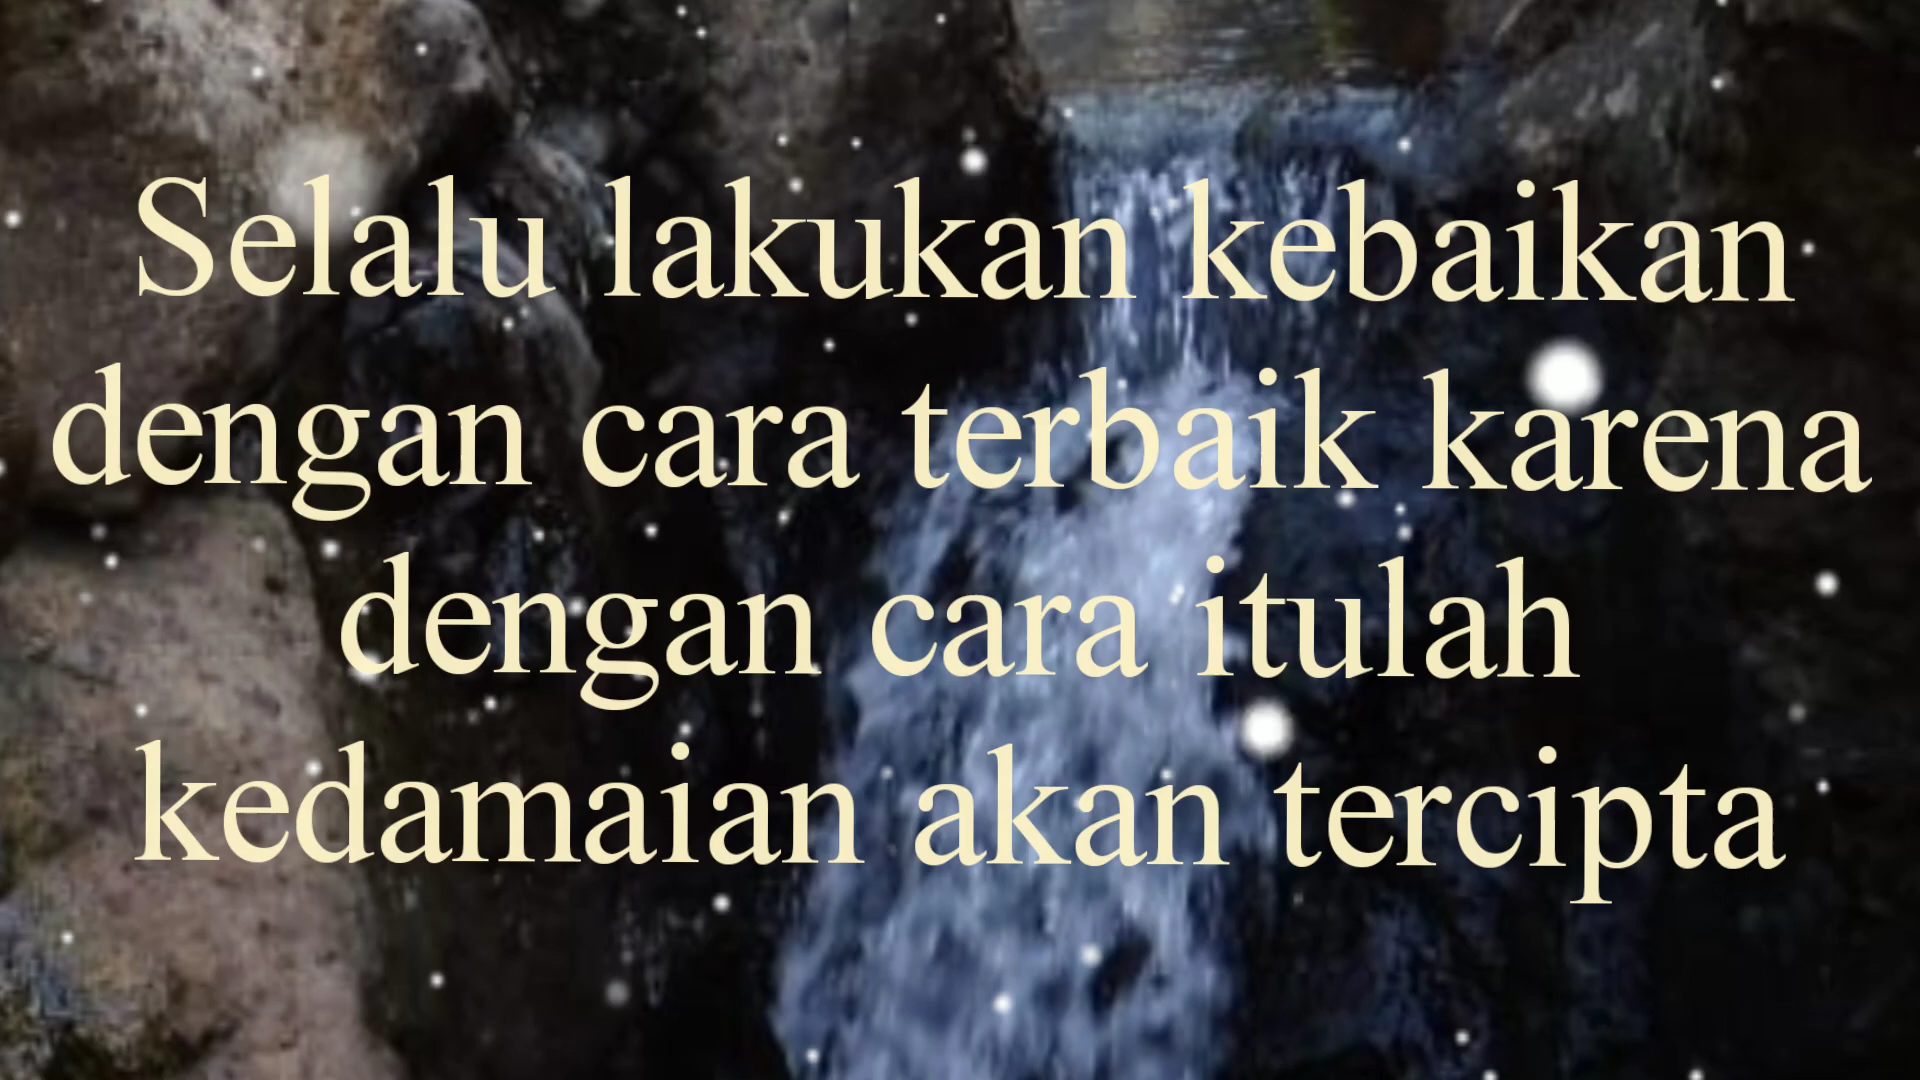 Selalu lakukan kebaikan
dengan cara terbaik karena
dengan cara itulah
kedamaian akan tercipta